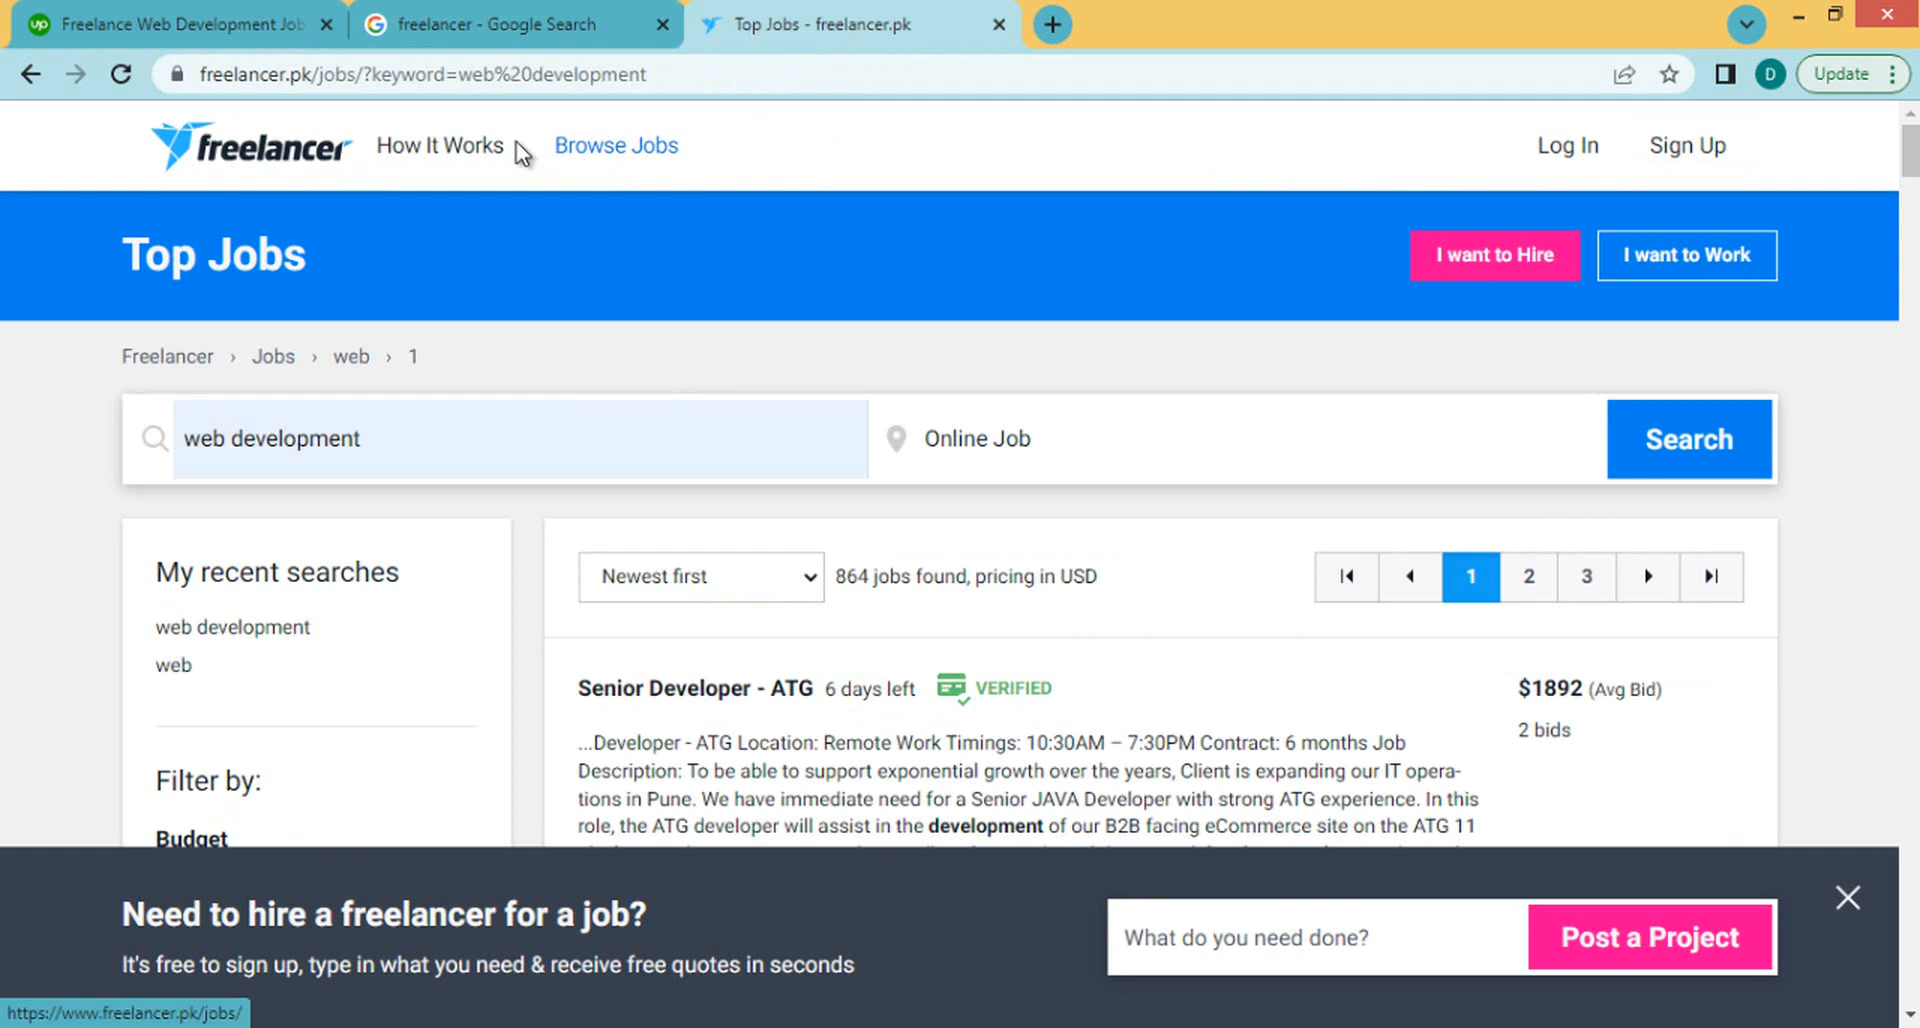 up Freelance Web Development Job
freelancer - Google Search
Top Jobs - freelancer.pk
freelancer.pk/jobs/?keyword=web%20development
D
Update
freelancer
How It Works
Browse Jobs
Log In
Sign Up
Top Jobs
I want to Hire
I want to Work
Freelancer › Jobs › web › 1
web development
Online Job
Search
My recent searches
web development
web
Filter by:
Budget
Newest first
864 jobs found, pricing in USD
1 2 3
Senior Developer - ATG 6 days left VERIFIED
$1892 (Avg Bid)
2 bids
...Developer - ATG Location: Remote Work Timings: 10:30AM – 7:30PM Contract: 6 months Job
Description: To be able to support exponential growth over the years, Client is expanding our IT opera-
tions in Pune. We have immediate need for a Senior JAVA Developer with strong ATG experience. In this
role, the ATG developer will assist in the development of our B2B facing eCommerce site on the ATG 11
Need to hire a freelancer for a job?
It's free to sign up, type in what you need & receive free quotes in seconds
What do you need done?
Post a Project
https://www.freelancer.pk/jobs/